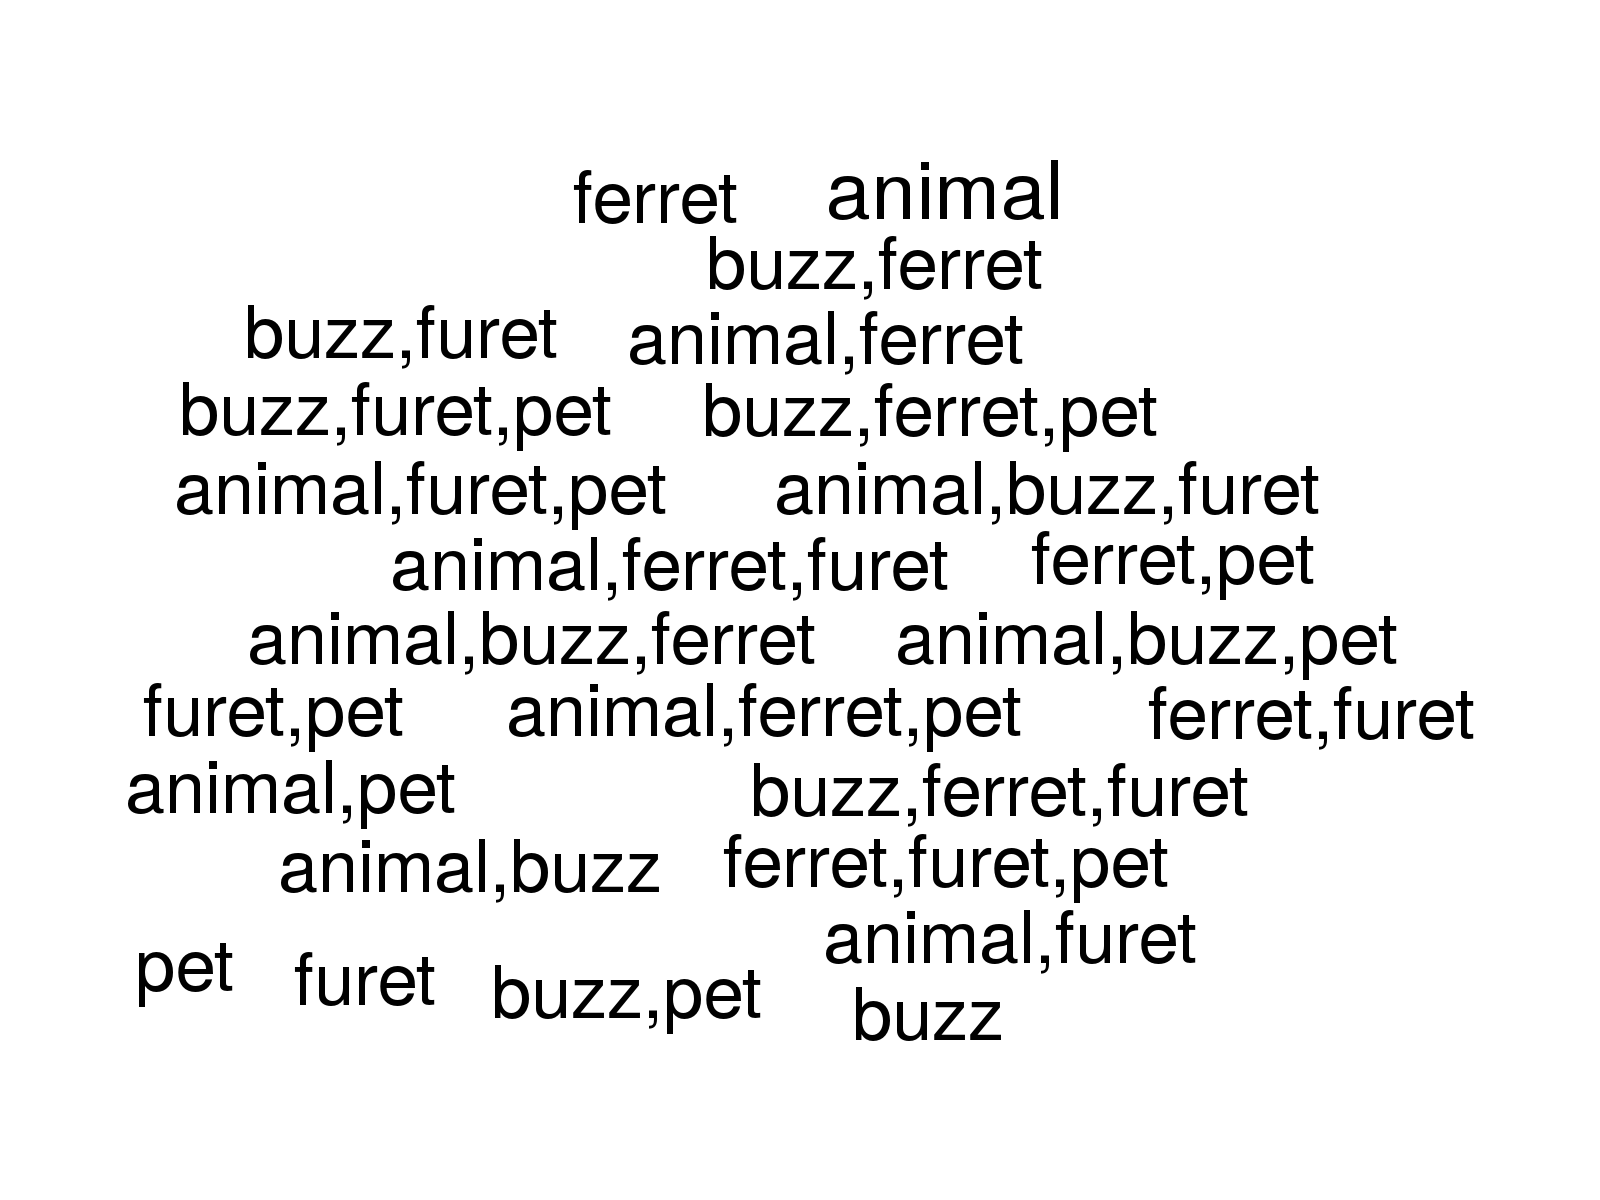 ferret animal
buzz,ferret
buzz,furet animal,ferret
buzz,furet,pet buzz,ferret,pet
animal,furet,pet animal,buzz,furet
animal,ferret,furet ferret,pet
animal,buzz,ferret animal,buzz,pet
furet,pet animal,ferret,pet ferret,furet
animal,pet buzz,ferret,furet
animal,buzz ferret,furet,pet
animal,furet
pet furet buzz,pet buzz